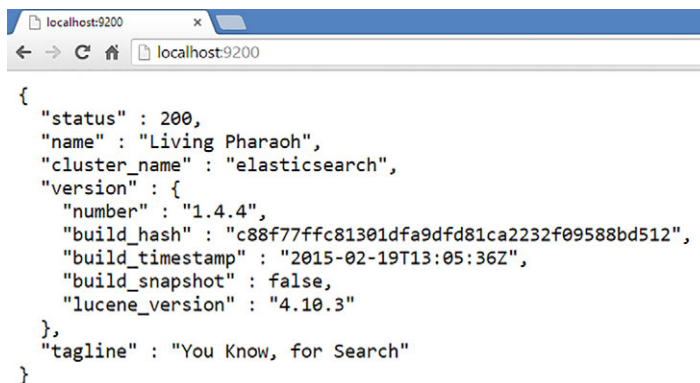 localhost:9200
localhost:9200
{
  "status" : 200,
  "name" : "Living Pharaoh",
  "cluster_name" : "elasticsearch",
  "version" : {
    "number" : "1.4.4",
    "build_hash" : "c88f77ffc81301dfa9dfd81ca2232f09588bd512",
    "build_timestamp" : "2015-02-19T13:05:36Z",
    "build_snapshot" : false,
    "lucene_version" : "4.10.3"
  },
  "tagline" : "You Know, for Search"
}